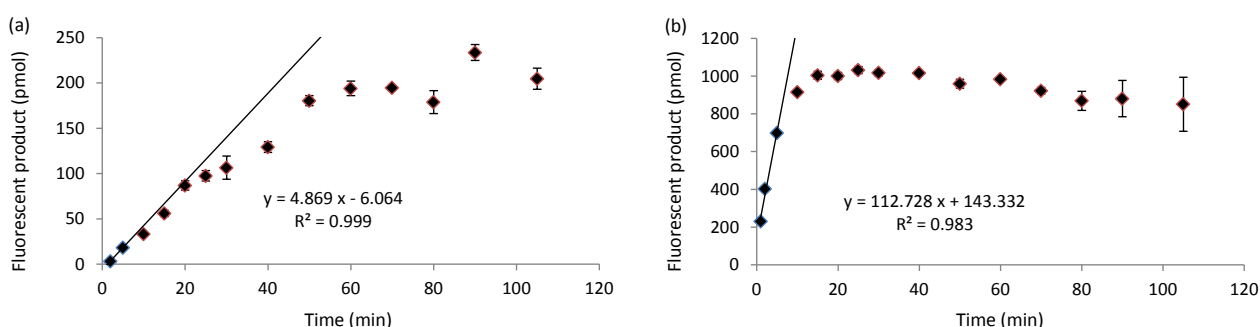 (a)
Fluorescent product (pmol)
250
200
150
100
50
0
y = 4.869 x - 6.064
R² = 0.999
0 20 40 60 80 100 120
Time (min)
(b)
Fluorescent product (pmol)
1200
1000
800
600
400
200
0
y = 112.728 x + 143.332
R² = 0.983
0 20 40 60 80 100 120
Time (min)